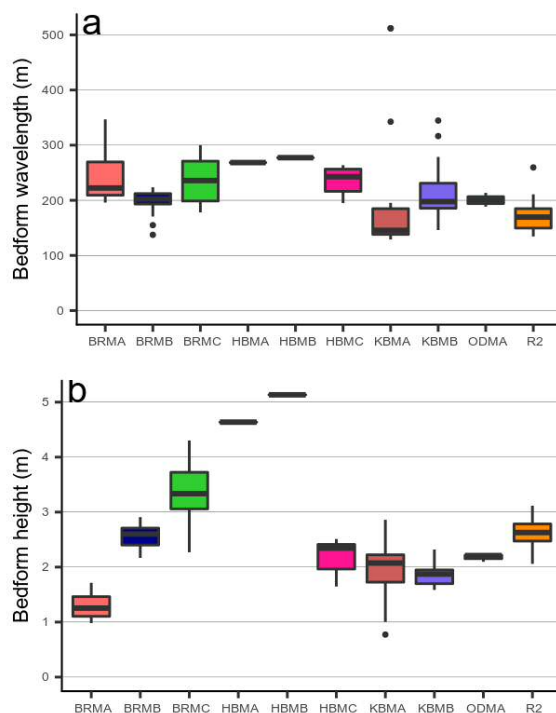 a
Bedform wavelength (m)
500
400
300
200
100
0
BRMA BRMB BRMC HBMA HBMB HBMC KBMA KBMB ODMA R2
b
Bedform height (m)
5
4
3
2
1
0
BRMA BRMB BRMC HBMA HBMB HBMC KBMA KBMB ODMA R2